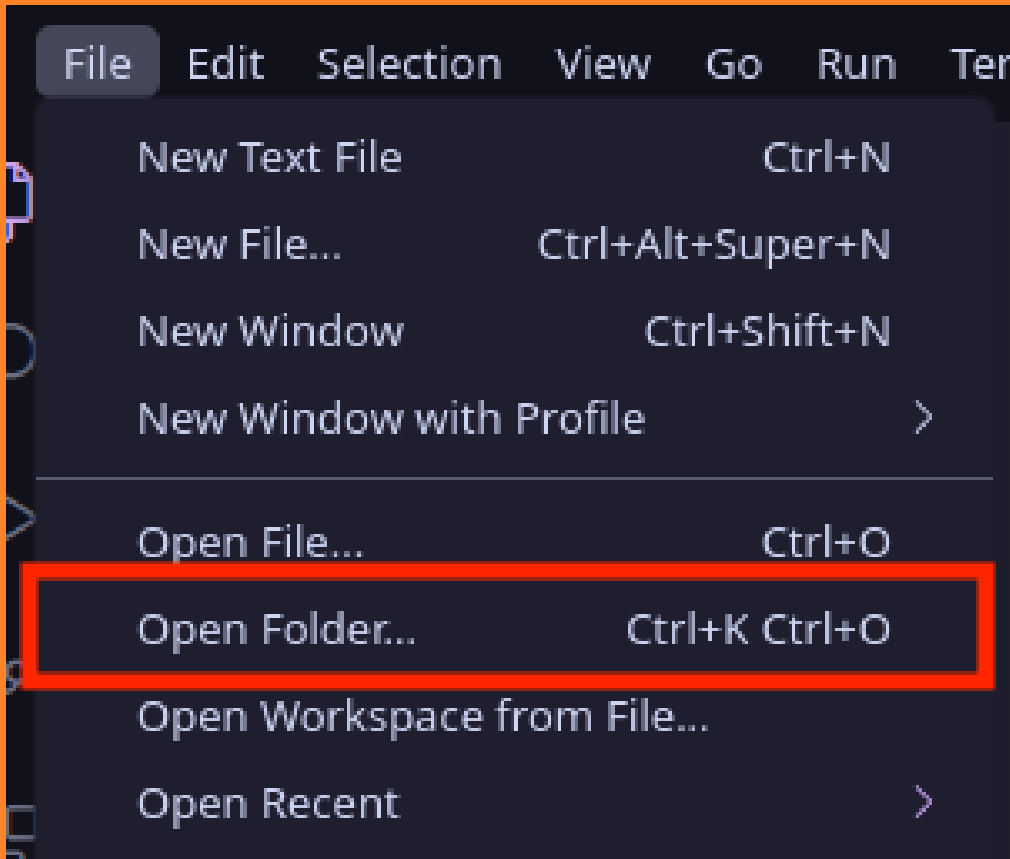 File Edit Selection View Go Run Ter
New Text File Ctrl+N
New File... Ctrl+Alt+Super+N
New Window Ctrl+Shift+N
New Window with Profile
Open File... Ctrl+O
Open Folder... Ctrl+K Ctrl+O
Open Workspace from File...
Open Recent